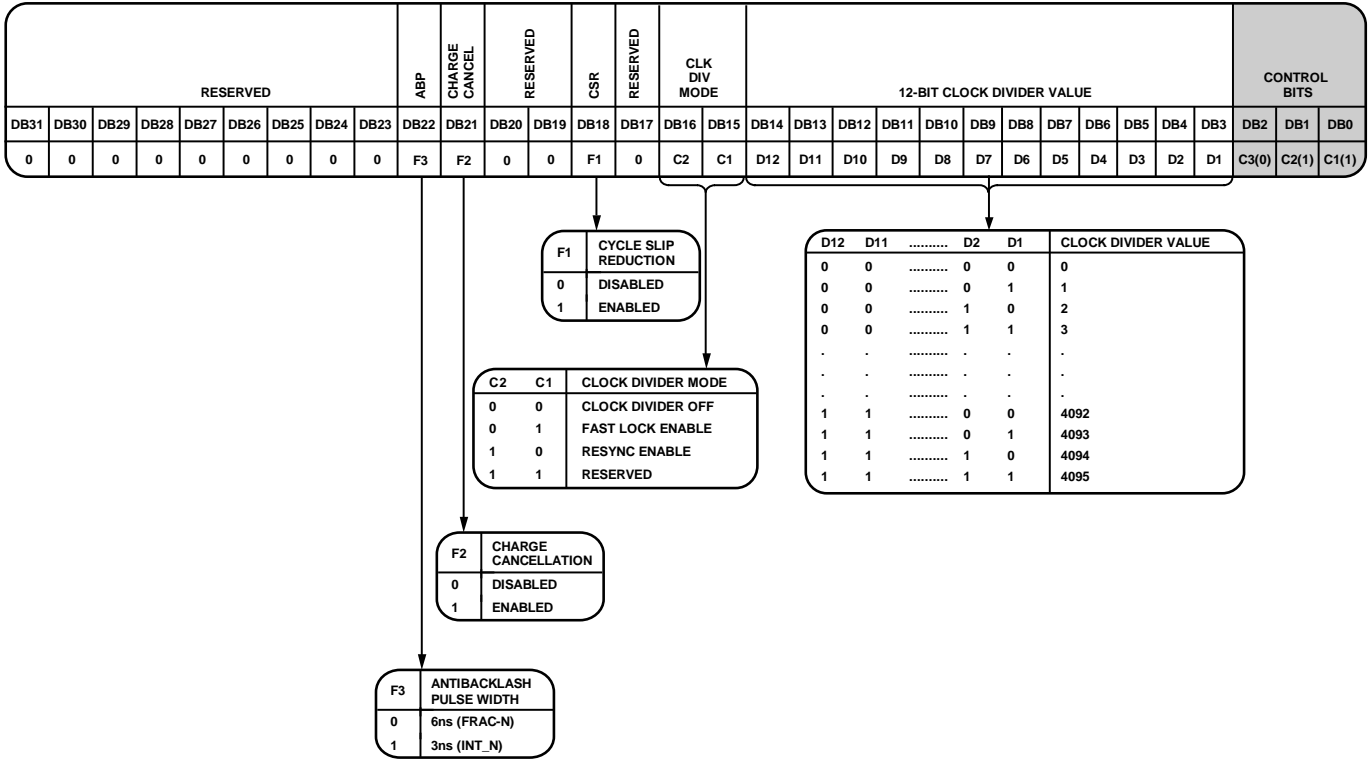 RESERVED
ABP
CHARGE
CANCEL
RESERVED
CSR
RESERVED
CLK
DIV
MODE
12-BIT CLOCK DIVIDER VALUE
CONTROL
BITS
DB31 DB30 DB29 DB28 DB27 DB26 DB25 DB24 DB23 DB22 DB21 DB20 DB19 DB18 DB17 DB16 DB15 DB14 DB13 DB12 DB11 DB10 DB9 DB8 DB7 DB6 DB5 DB4 DB3 DB2 DB1 DB0
0 0 0 0 0 0 0 0 0 F3 F2 0 0 F1 0 C2 C1 D12 D11 D10 D9 D8 D7 D6 D5 D4 D3 D2 D1 C3(0) C2(1) C1(1)
F1 CYCLE SLIP
REDUCTION
0 DISABLED
1 ENABLED
D12 D11 .......... D2 D1 CLOCK DIVIDER VALUE
0 0 .......... 0 0 0
0 0 .......... 0 1 1
0 0 .......... 1 0 2
0 0 .......... 1 1 3
. . .......... . . .
. . .......... . . .
. . .......... . . .
1 1 .......... 0 0 4092
1 1 .......... 0 1 4093
1 1 .......... 1 0 4094
1 1 .......... 1 1 4095
C2 C1 CLOCK DIVIDER MODE
0 0 CLOCK DIVIDER OFF
0 1 FAST LOCK ENABLE
1 0 RESYNC ENABLE
1 1 RESERVED
F2 CHARGE
CANCELLATION
0 DISABLED
1 ENABLED
F3 ANTIBACKLASH
PULSE WIDTH
0 6ns (FRAC-N)
1 3ns (INT_N)